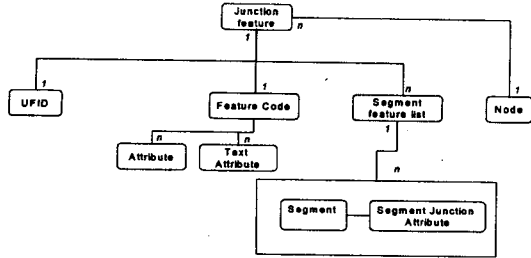 Junction
feature
1
n
1
1
n
1
UFID
Feature Code
Segment
feature list
Node
1
n
n
n
Attribute
Text
Attribute
Segment
Segment Junction
Attribute